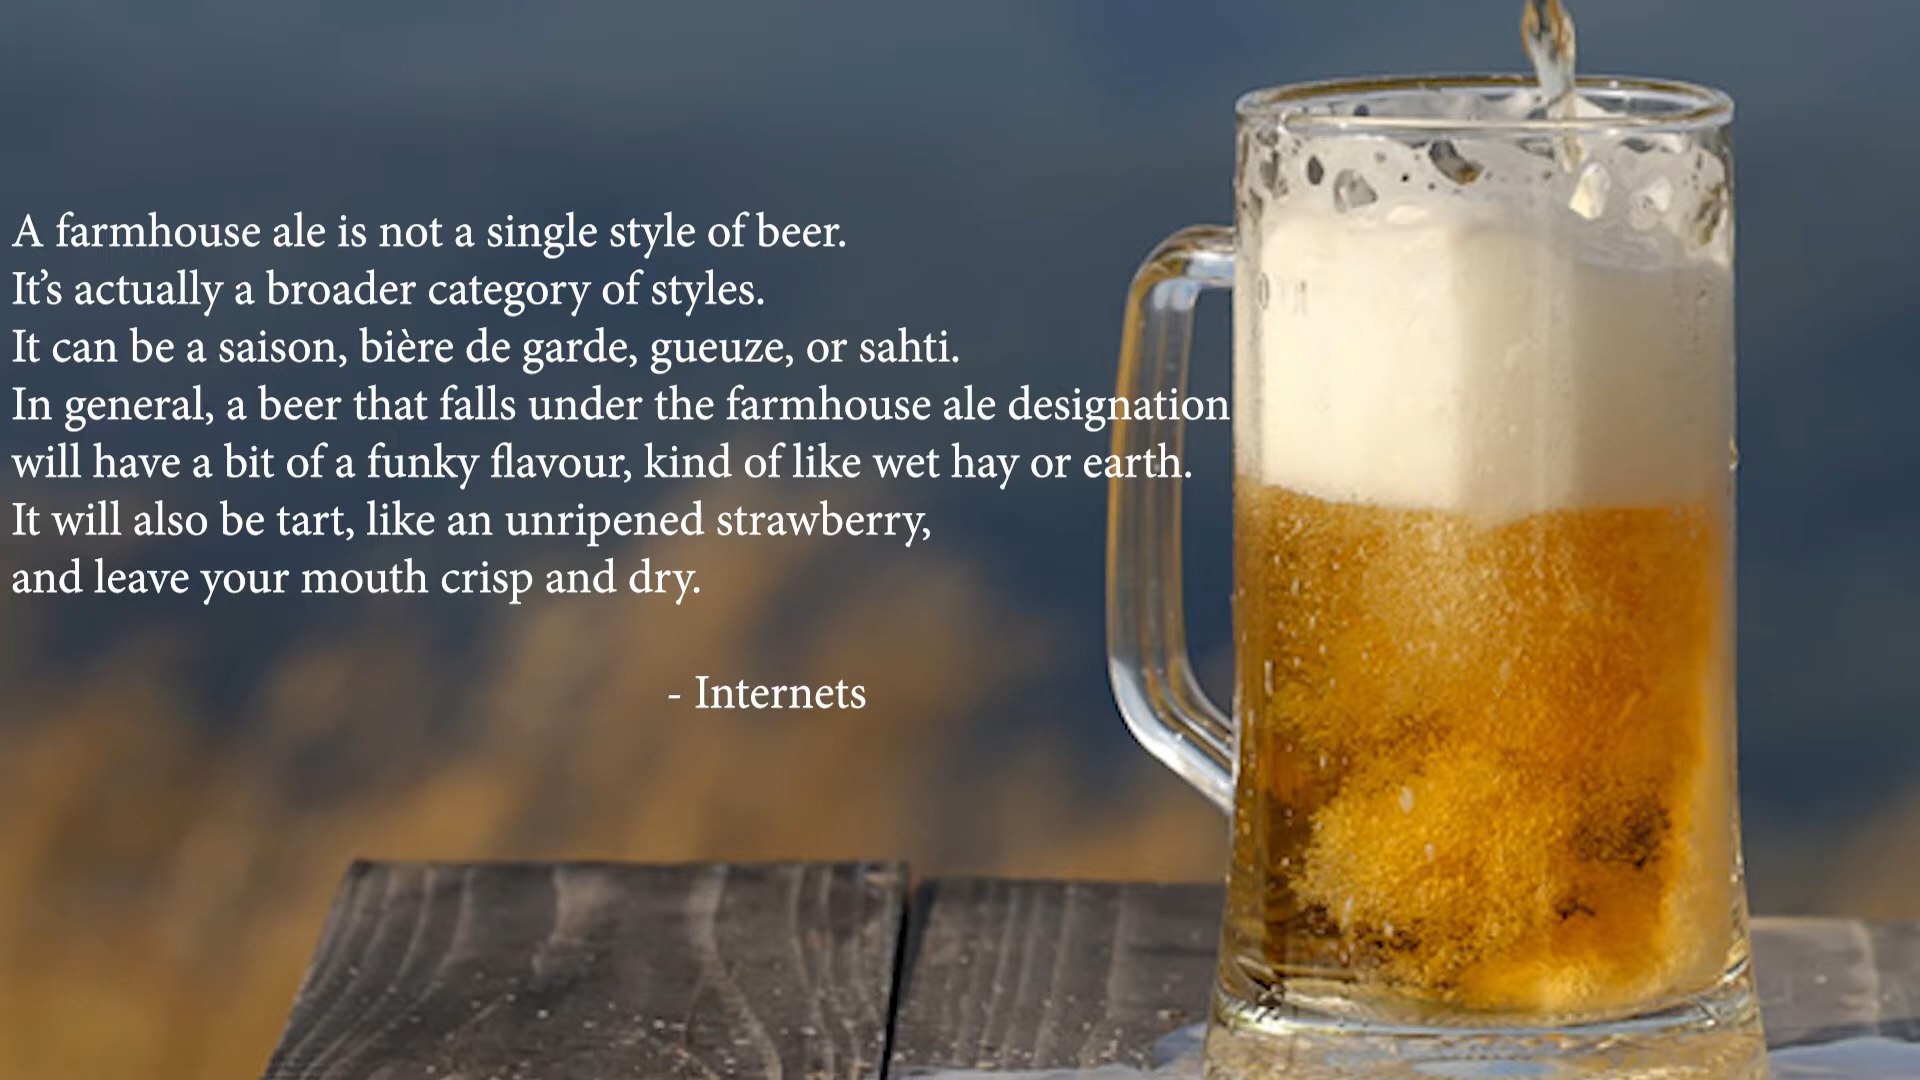 A farmhouse ale is not a single style of beer.
It’s actually a broader category of styles.
It can be a saison, bière de garde, gueuze, or sahti.
In general, a beer that falls under the farmhouse ale designation
will have a bit of a funky flavour, kind of like wet hay or earth.
It will also be tart, like an unripened strawberry,
and leave your mouth crisp and dry.
- Internets